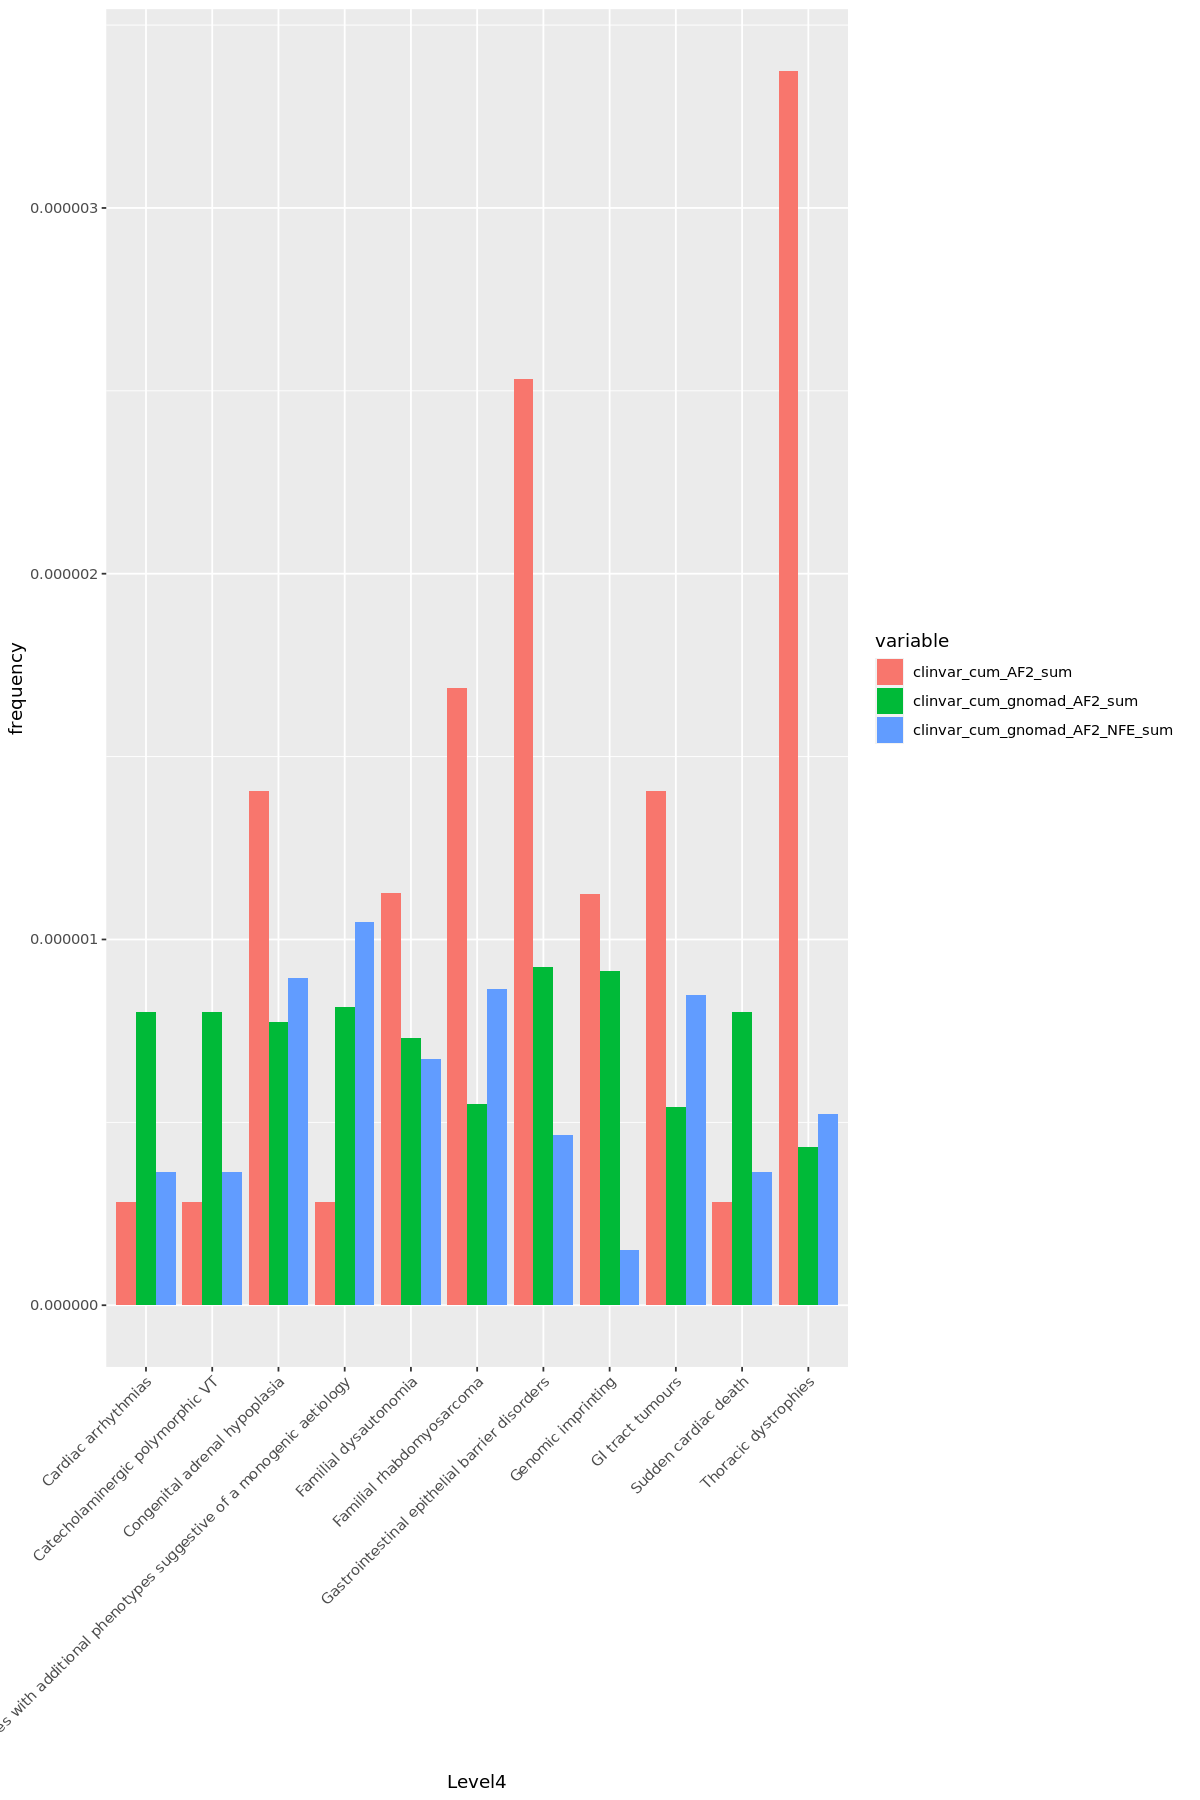 frequency
0.000003
0.000002
0.000001
0.000000
Cardiac arrhythmias
Catecholaminergic polymorphic VT
Congenital adrenal hypoplasia
with additional phenotypes suggestive of a monogenic aetiology
Familial dysautonomia
Familial rhabdomyosarcoma
Gastrointestinal epithelial barrier disorders
Genomic imprinting
GI tract tumours
Sudden cardiac death
Thoracic dystrophies
Level4
variable
clinvar_cum_AF2_sum
clinvar_cum_gnomad_AF2_sum
clinvar_cum_gnomad_AF2_NFE_sum